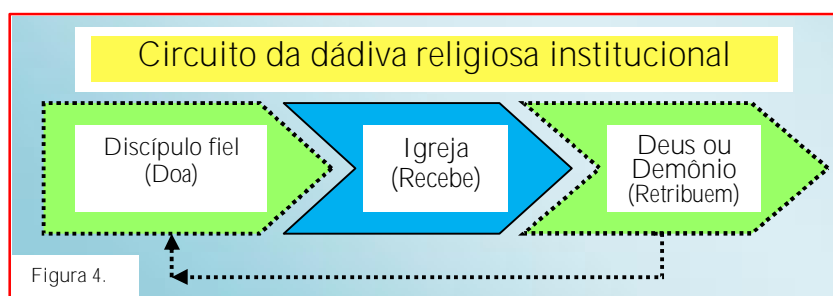 Circuito da dádiva religiosa institucional
Discípulo fiel
(Doa)
Igreja
(Recebe)
Deus ou
Demônio
(Retribuem)
Figura 4.